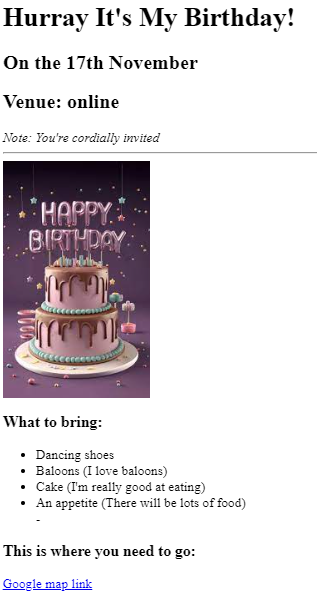 Hurray It's My Birthday!
On the 17th November
Venue: online
Note: You're cordially invited
HAPPY
BIRTHDAY
What to bring:
Dancing shoes
Baloons (I love baloons)
Cake (I'm really good at eating)
An appetite (There will be lots of food)
-
This is where you need to go:
Google map link